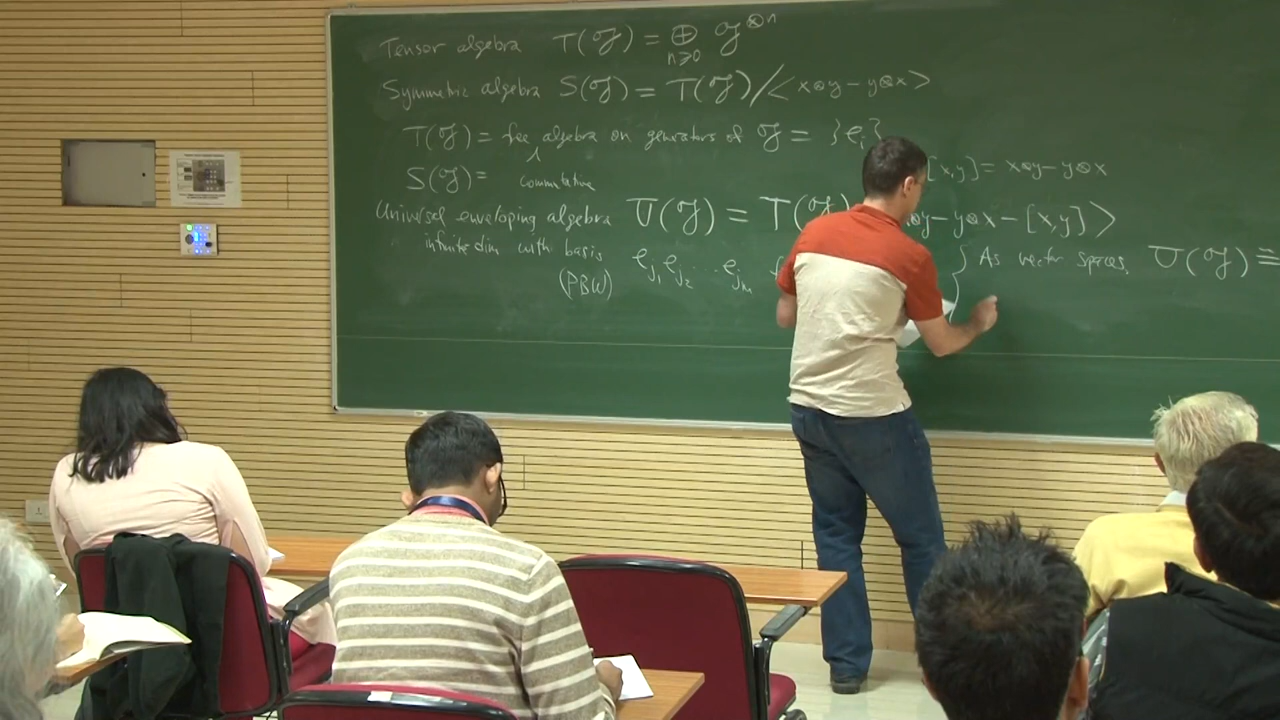 Tensor algebra T(𝔤) = ⊕ n≥0 𝔤^⊗n
Symmetric algebra S(𝔤) = T(𝔤)/<x⊗y − y⊗x>
T(𝔤) = free algebra on generators of 𝔤 = {e_i}
S(𝔤) = commutative
[x,y] = x⊗y − y⊗x
Universal enveloping algebra U(𝔤) = T(𝔤) ⊗y − y⊗x − [x,y]>
infinite dim with basis e_j₁ e_j₂ ... e_jm } As vector spaces, U(𝔤) ≅
(PBW)